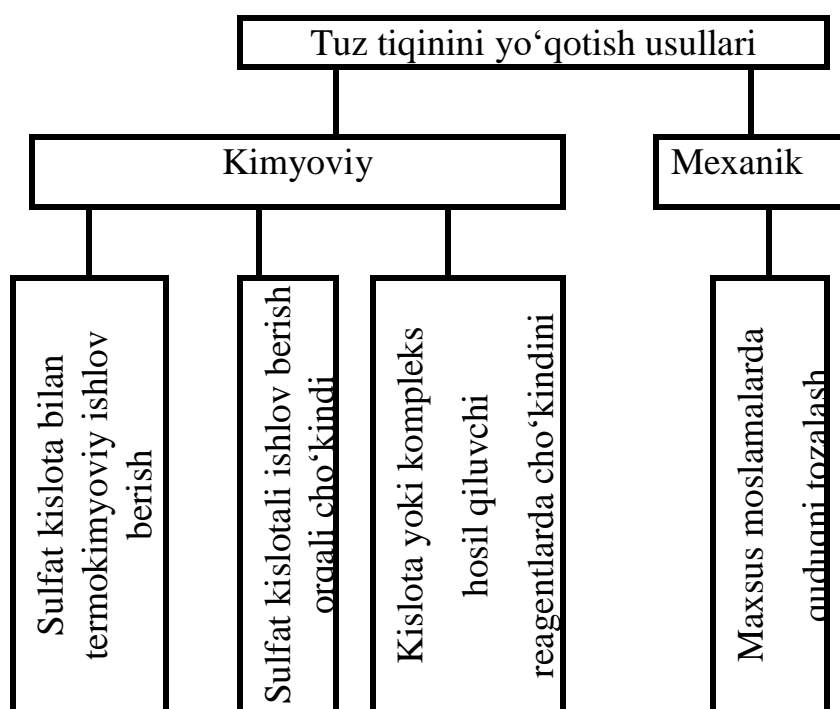 Tuz tiqinini yo‘qotish usullari
Kimyoviy
Mexanik
Sulfat kislota bilan
termokimyoviy ishlov
berish
Sulfat kislotali ishlov berish
orqali cho‘kindi
Kislota yoki kompleks
hosil qiluvchi
reagentlarda cho‘kindini
Maxsus moslamalarda
quduqni tozalash